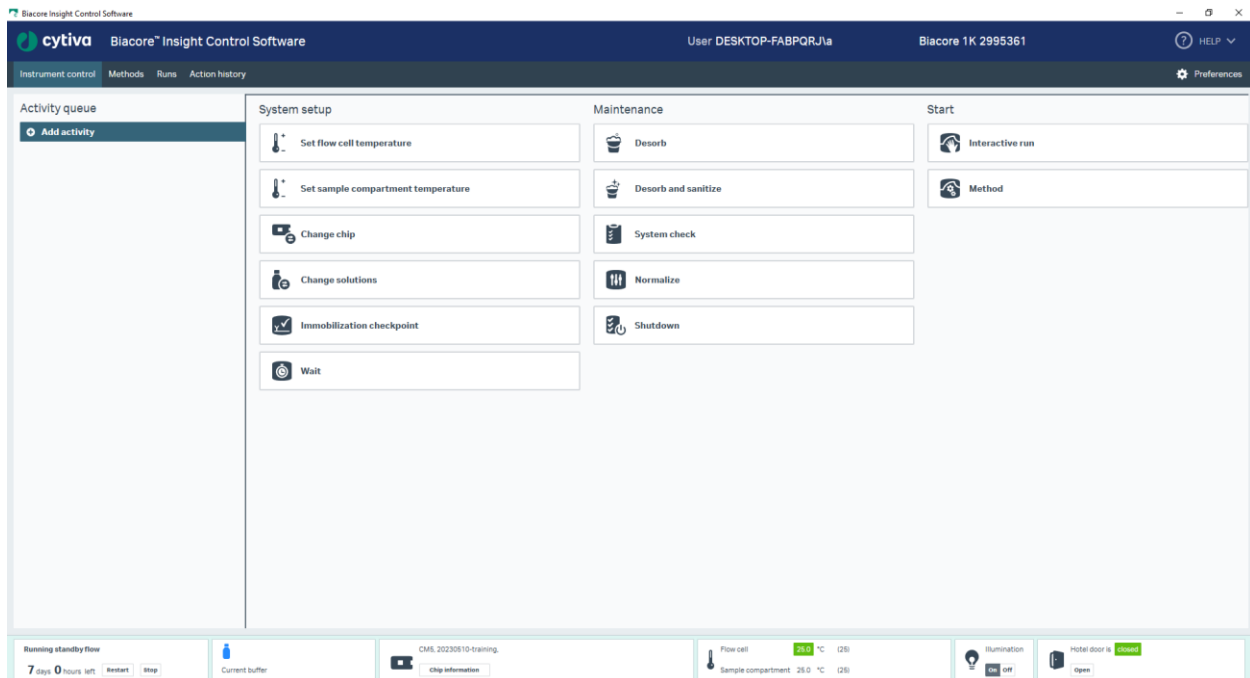 Biacore Insight Control Software
cytiva Biacore™ Insight Control Software User DESKTOP-FABPQRJ\a Biacore 1K 2995361 ? HELP
Instrument control Methods Runs Action history Preferences
Activity queue
Add activity
System setup
Set flow cell temperature
Set sample compartment temperature
Change chip
Change solutions
Immobilization checkpoint
Wait
Maintenance
Desorb
Desorb and sanitize
System check
Normalize
Shutdown
Start
Interactive run
Method
Running standby flow
7 days 0 hours left Restart Stop
Current buffer
CM5, 20230510-training,
Chip information
Flow cell 25.0 °C (25)
Sample compartment 25.0 °C (25)
Illumination
On Off
Hotel door is closed
Open